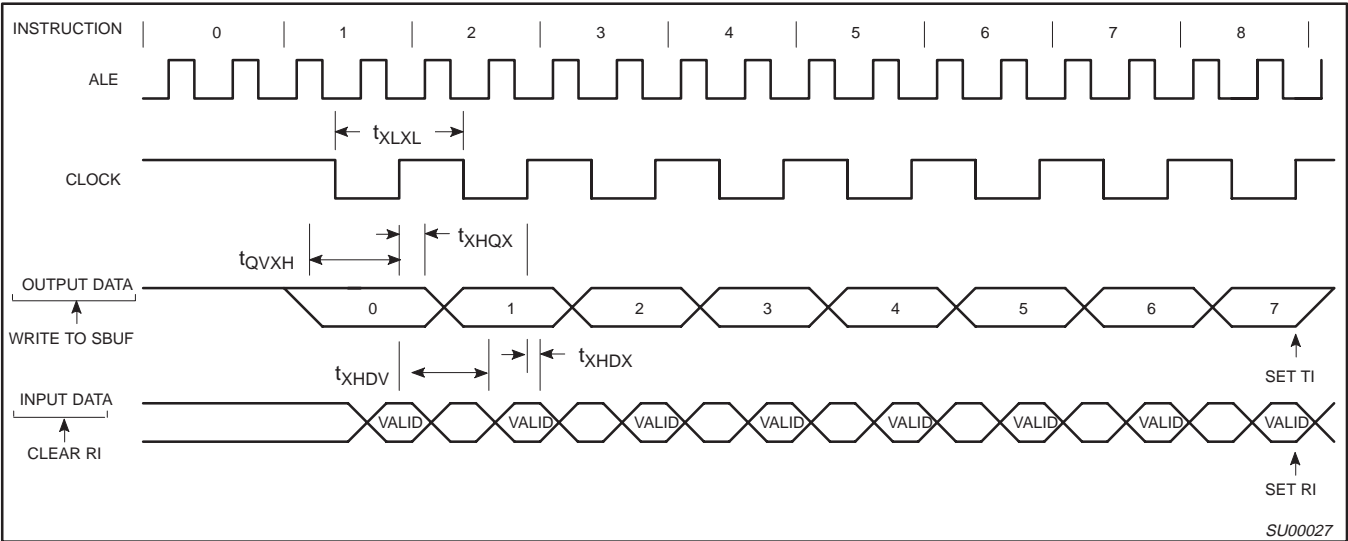 INSTRUCTION 0 1 2 3 4 5 6 7 8
ALE
tXLXL
CLOCK
tXHQX
tQVXH
OUTPUT DATA
0 1 2 3 4 5 6 7
WRITE TO SBUF
tXHDX
tXHDV
SET TI
INPUT DATA
VALID VALID VALID VALID VALID VALID VALID VALID
CLEAR RI
SET RI
SU00027